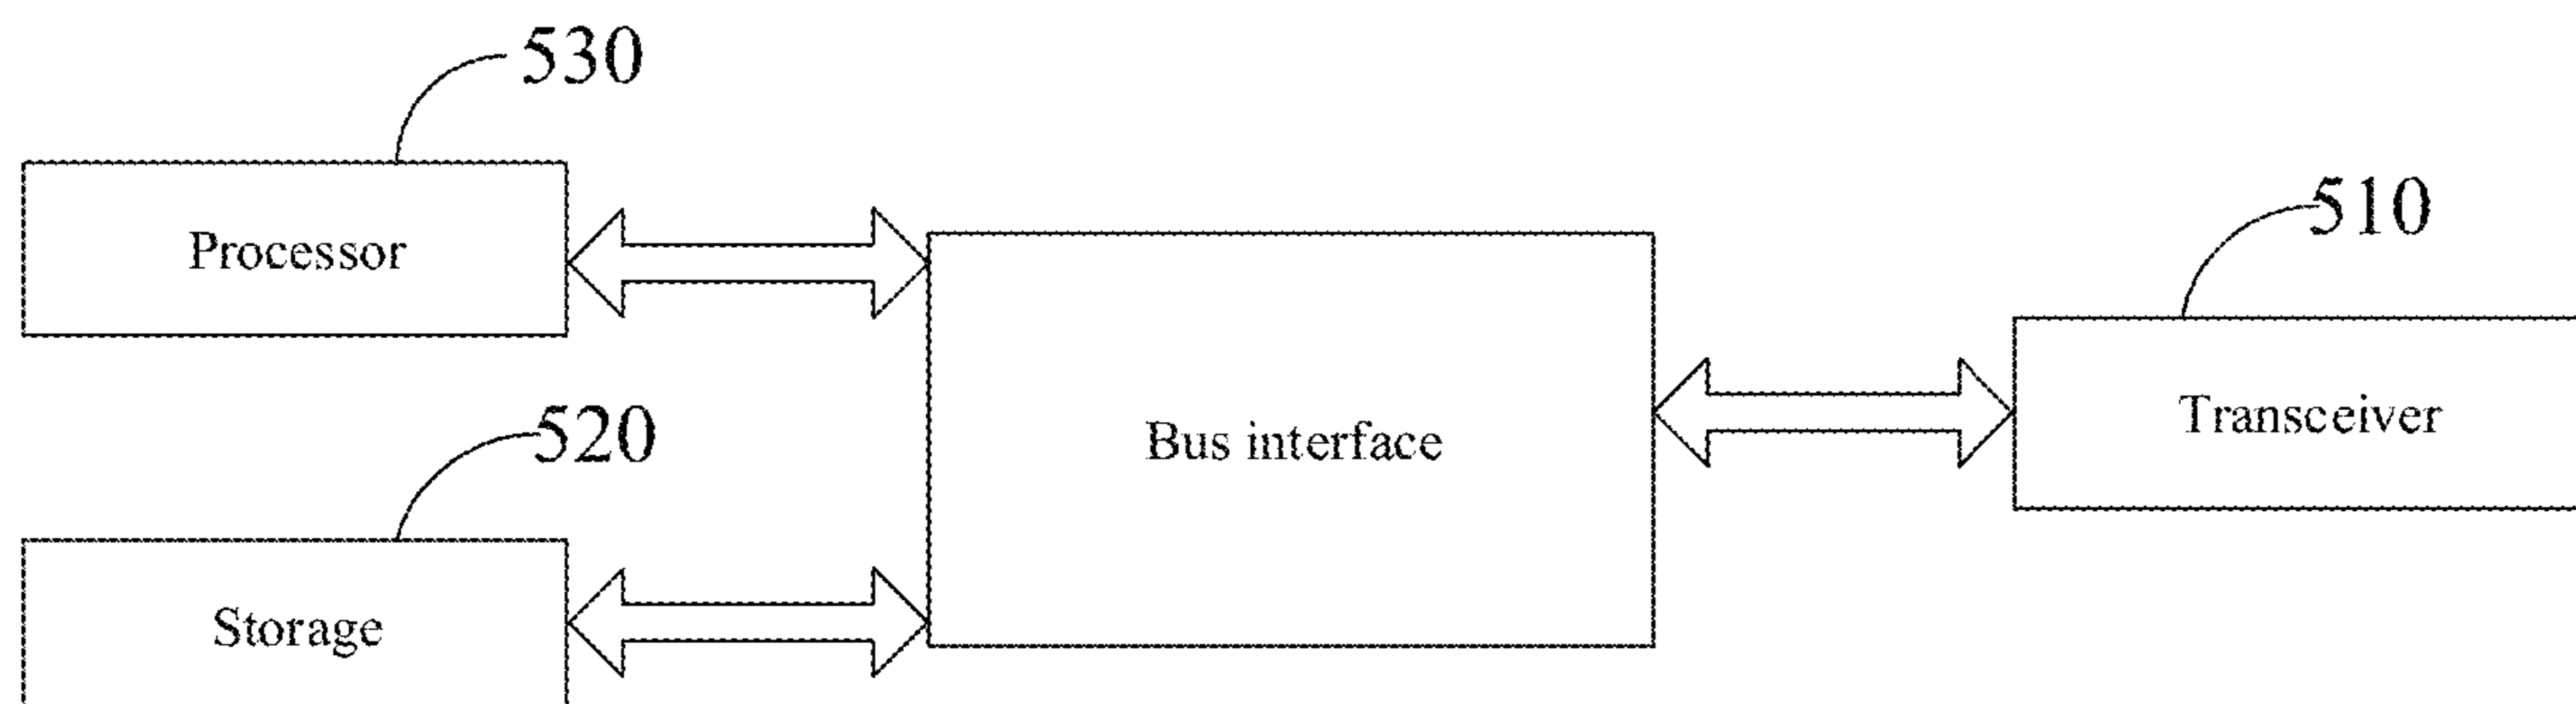 530
Processor
510
Transceiver
Bus interface
520
Storage